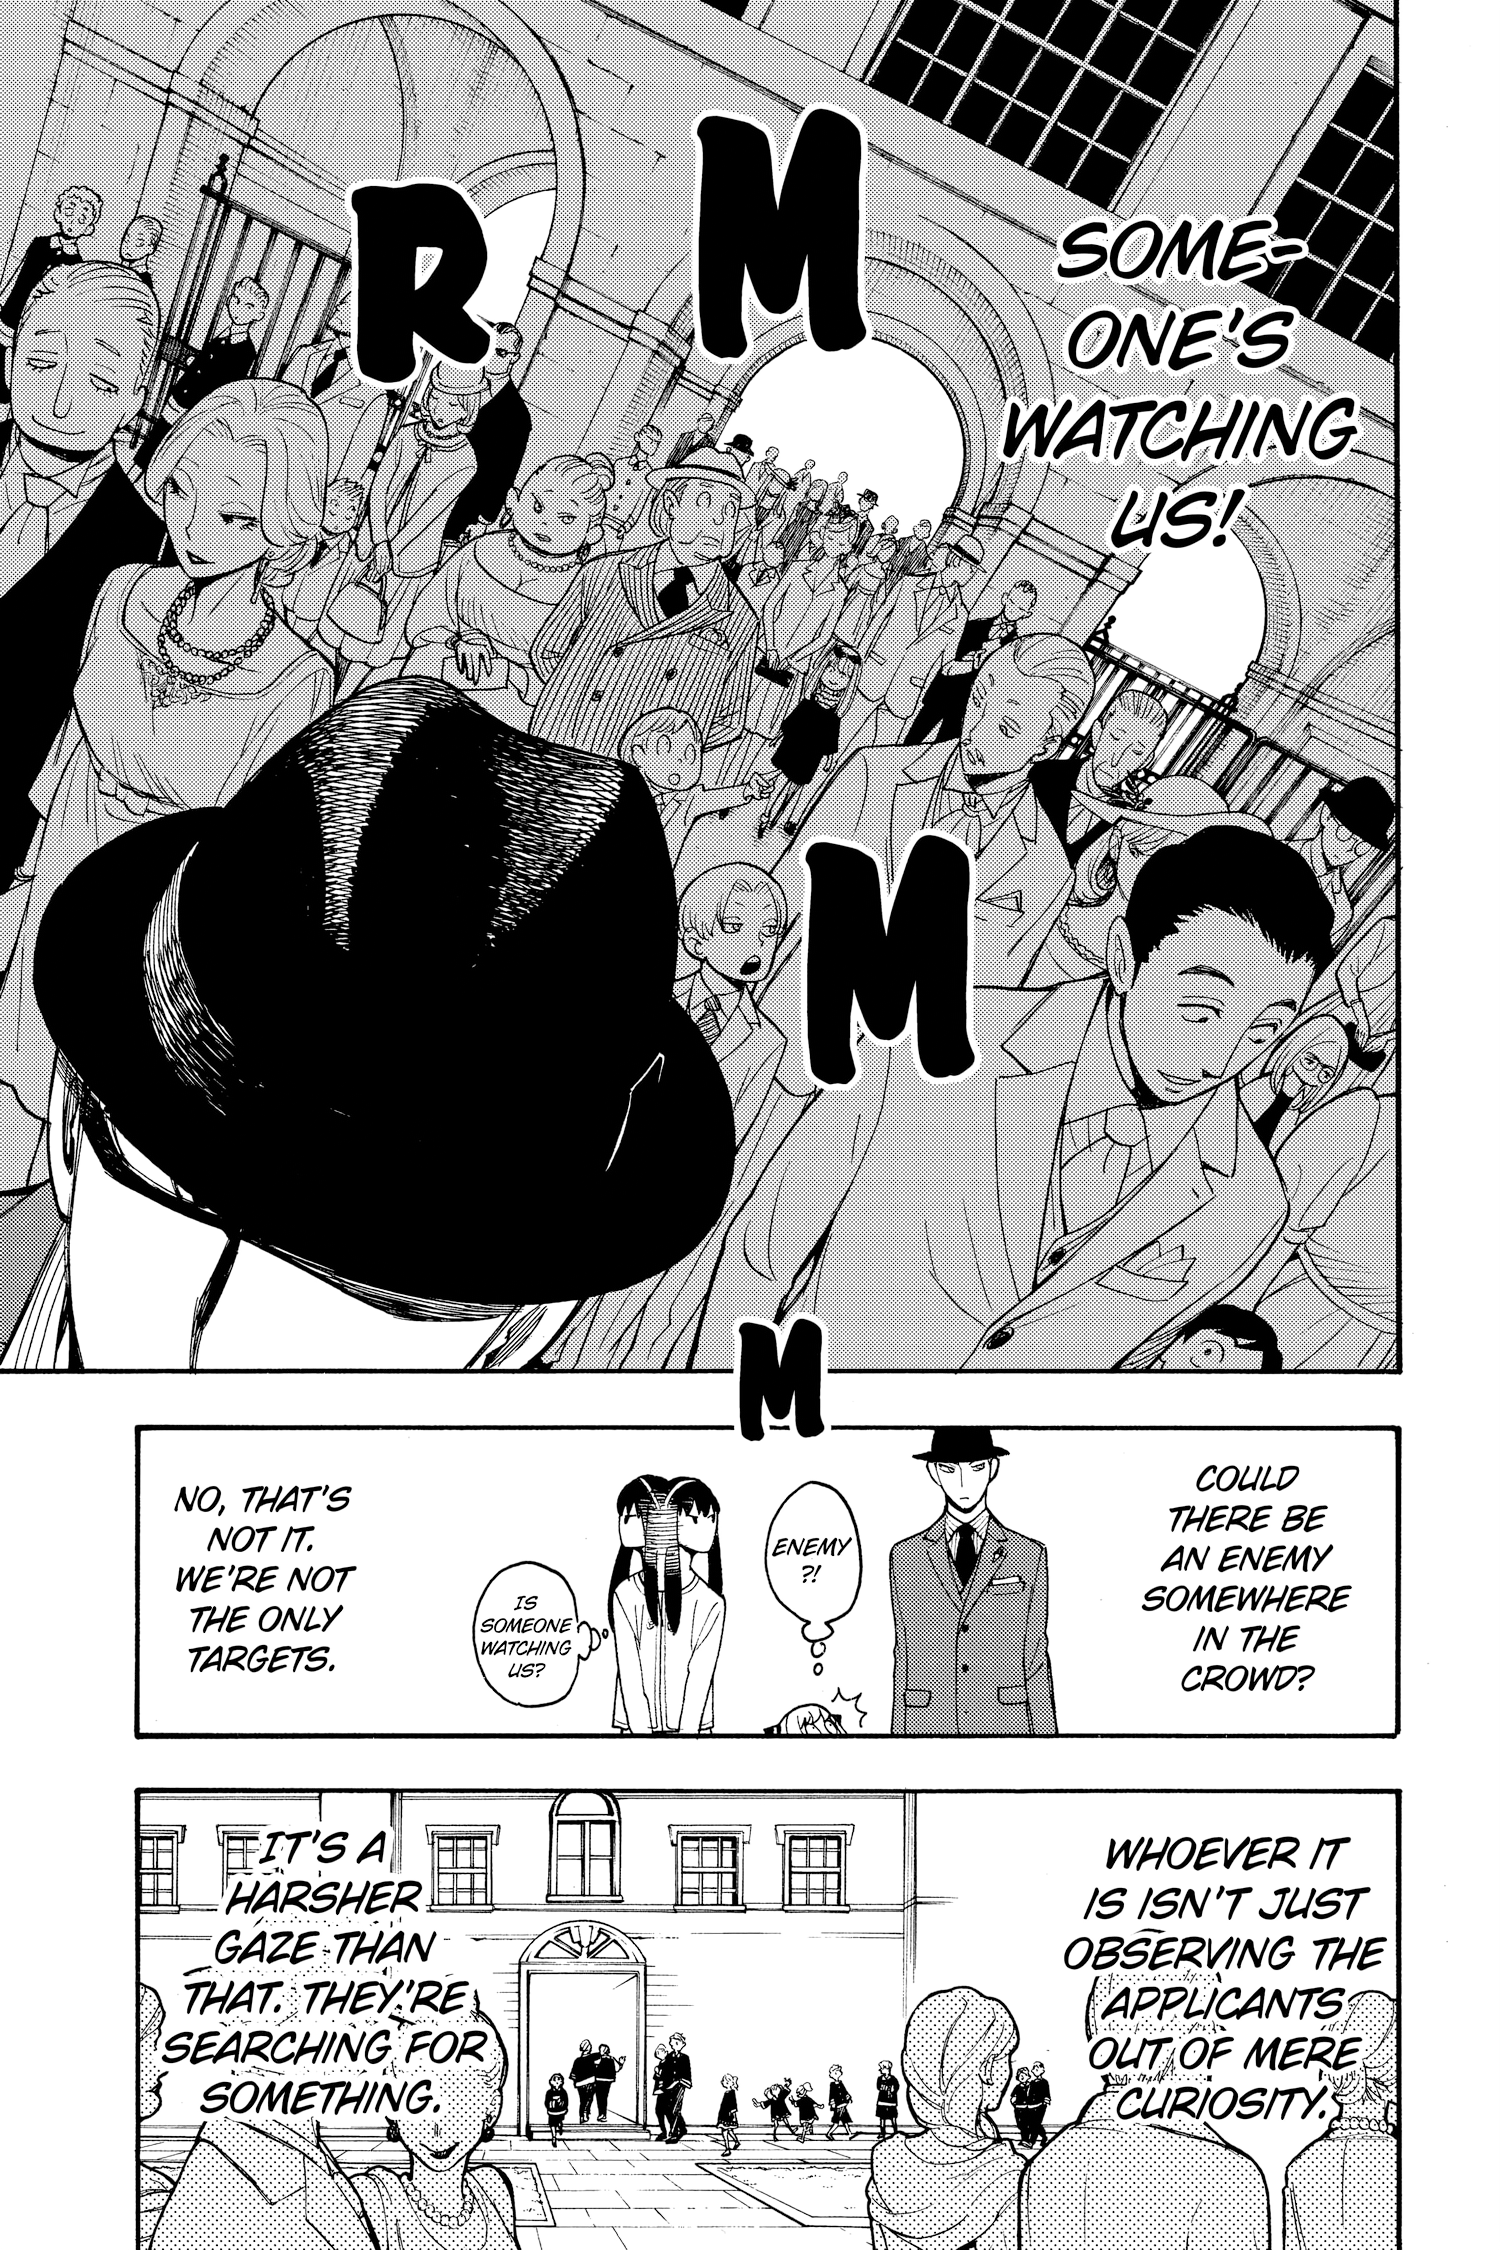 SOME-
ONE'S
WATCHING
US!
M
R
M
M
COULD
THERE BE
AN ENEMY
SOMEWHERE
IN THE
CROWD?
ENEMY
?!
IS
SOMEONE
WATCHING
US?
NO, THAT'S
NOT IT.
WE'RE NOT
THE ONLY
TARGETS.
WHOEVER IT
IS ISN'T JUST
OBSERVING THE
APPLICANTS
OUT OF MERE
CURIOSITY.
IT'S A
HARSHER
GAZE THAN
THAT. THEY'RE
SEARCHING FOR
SOMETHING.